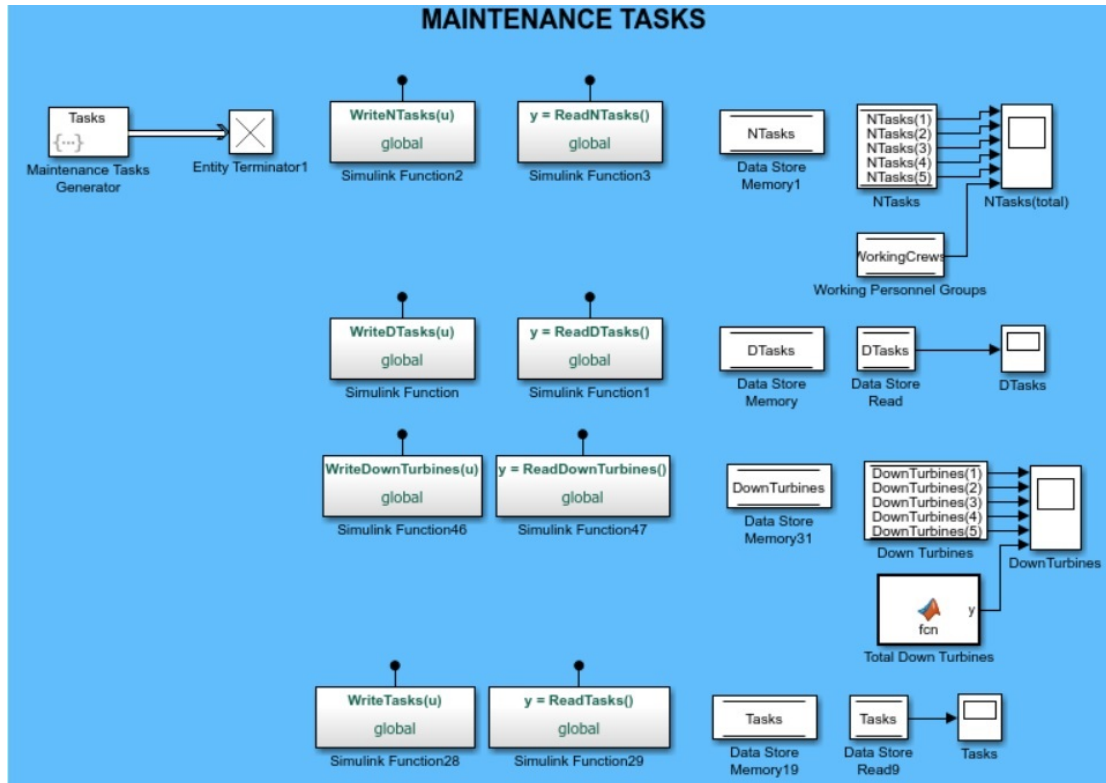 MAINTENANCE TASKS
Tasks
{...}
Maintenance Tasks
Generator
Entity Terminator1
WriteNTasks(u)
global
Simulink Function2
y = ReadNTasks()
global
Simulink Function3
NTasks
Data Store
Memory1
NTasks(1)
NTasks(2)
NTasks(3)
NTasks(4)
NTasks(5)
NTasks
NTasks(total)
WorkingCrews
Working Personnel Groups
WriteDTasks(u)
global
Simulink Function
y = ReadDTasks()
global
Simulink Function1
DTasks
Data Store
Memory
DTasks
Data Store
Read
DTasks
WriteDownTurbines(u)
global
Simulink Function46
y = ReadDownTurbines()
global
Simulink Function47
DownTurbines
Data Store
Memory31
DownTurbines(1)
DownTurbines(2)
DownTurbines(3)
DownTurbines(4)
DownTurbines(5)
Down Turbines
DownTurbines
y
fcn
Total Down Turbines
WriteTasks(u)
global
Simulink Function28
y = ReadTasks()
global
Simulink Function29
Tasks
Data Store
Memory19
Tasks
Data Store
Read9
Tasks